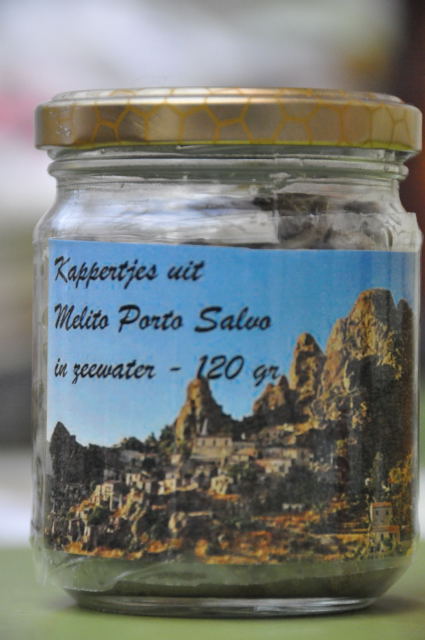 Kappertjes uit
Melito Porto Salvo
in zeewater - 120 gr